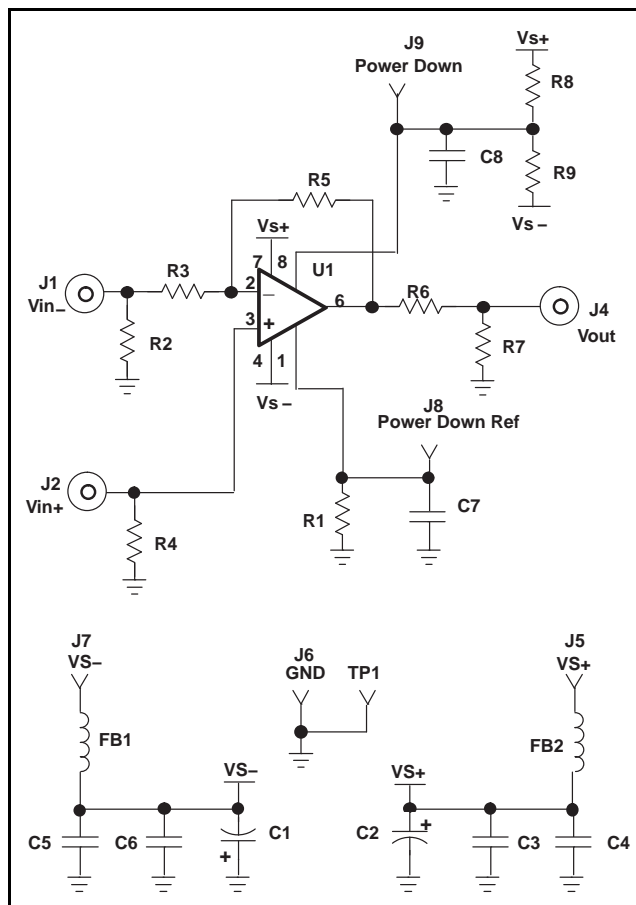 J9
Power Down
Vs+
R8
C8
R9
Vs –
R5
Vs+
7 8
U1
J1
Vin–
R3
2
–
6
R6
J4
Vout
R2
3
+
R7
4 1
Vs –
J8
Power Down Ref
J2
Vin+
R4
R1
C7
J7
VS–
J6
GND
TP1
J5
VS+
FB1
FB2
VS–
VS+
C5
C6
C1
+
C2
+
C3
C4